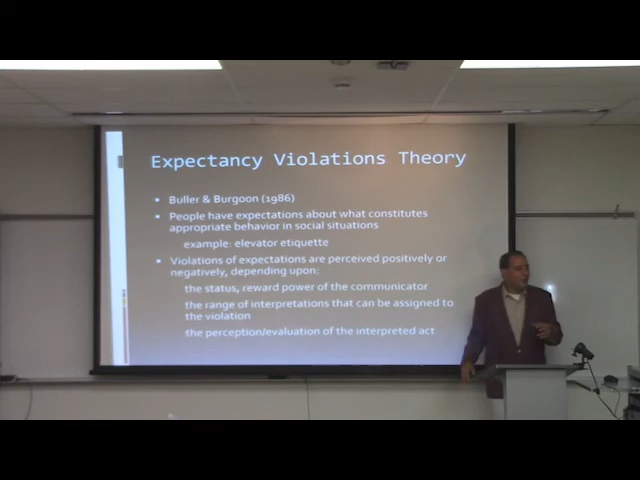 Expectancy Violations Theory
Buller & Burgoon (1986)
People have expectations about what constitutes
appropriate behavior in social situations
example: elevator etiquette
Violations of expectations are perceived positively or
negatively, depending upon:
the status, reward power of the communicator
the range of interpretations that can be assigned to
the violation
the perception/evaluation of the interpreted act